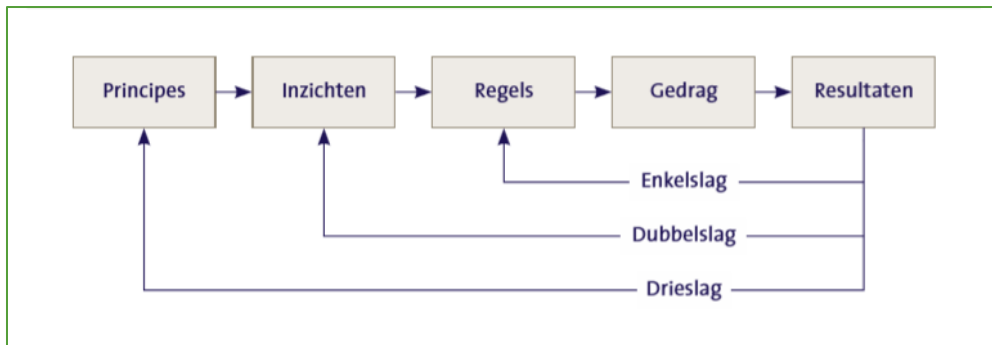 Principes
Inzichten
Regels
Gedrag
Resultaten
Enkelslag
Dubbelslag
Drieslag